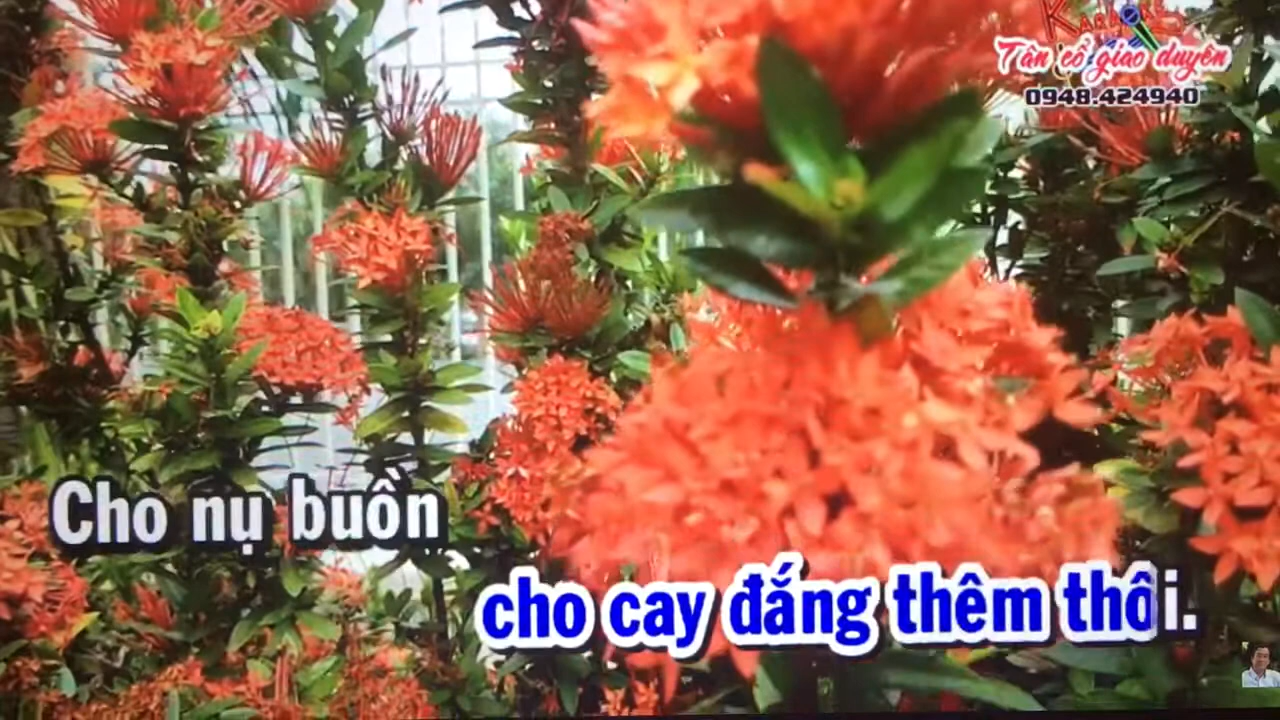 KARAOKE
Tân cổ giao duyên
0948.424940
Cho nụ buồn
cho cay đắng thêm thôi.